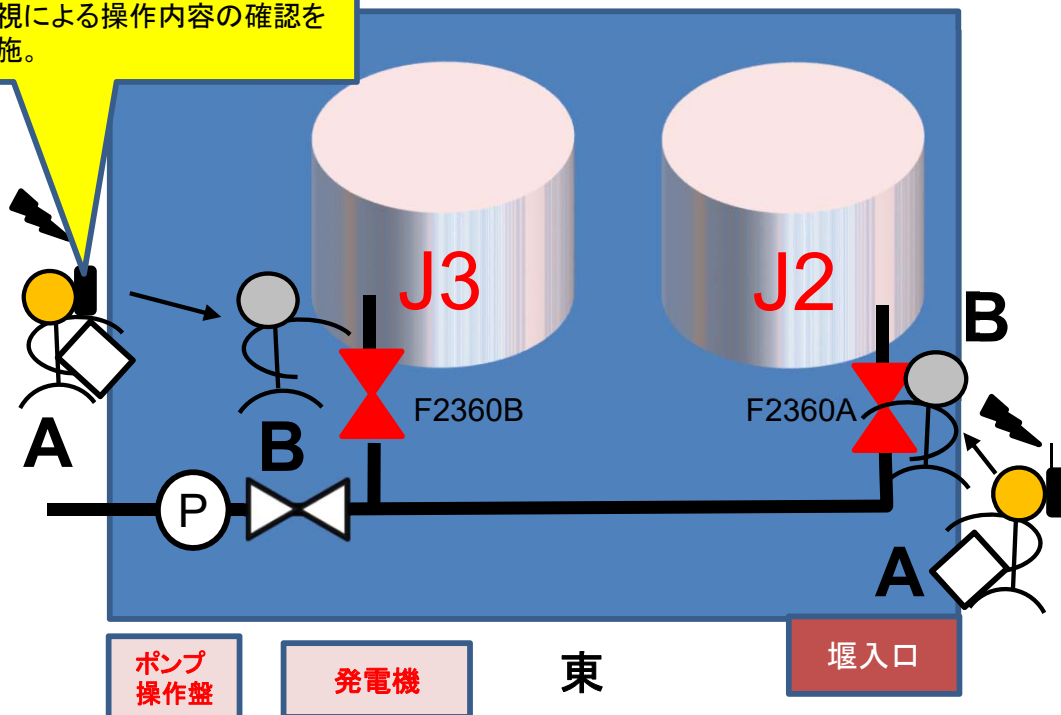 視による操作内容の確認を
施。
J3
J2
B
F2360B
F2360A
A
B
P
A
ポンプ
操作盤
発電機
東
堰入口